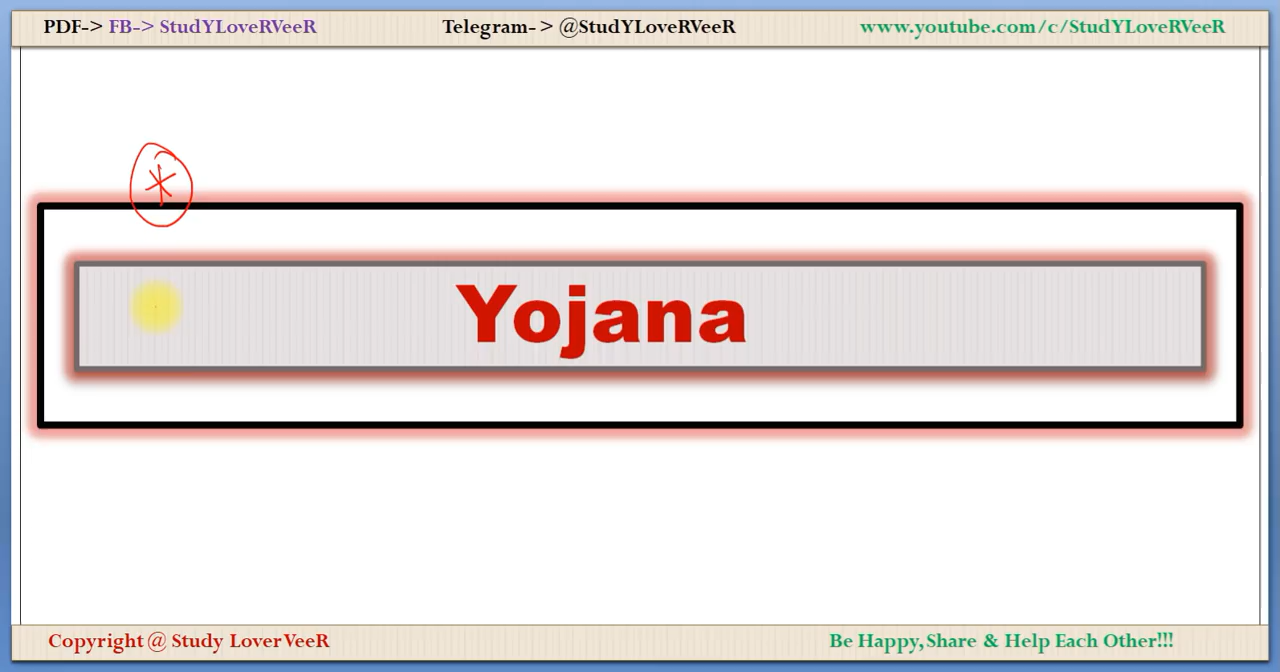 PDF-> FB-> StudYLoveRVeeR Telegram- > @StudYLoveRVeeR www.youtube.com/c/StudYLoveRVeeR
*
Yojana
Copyright @ Study LoverVeeR Be Happy,Share & Help Each Other!!!